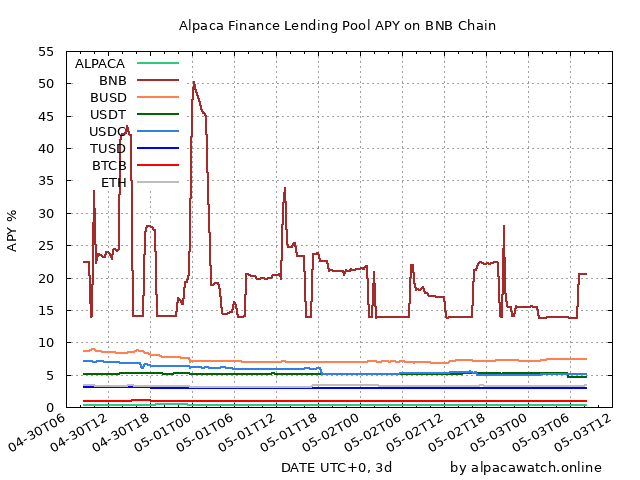 Alpaca Finance Lending Pool APY on BNB Chain
55
50
45
40
35
30
25
20
15
10
5
0
APY %
ALPACA
BNB
BUSD
USDT
USDC
TUSD
BTCB
ETH
04-30T06
04-30T12
04-30T18
05-01T00
05-01T06
05-01T12
05-01T18
05-02T00
05-02T06
05-02T12
05-02T18
05-03T00
05-03T06
05-03T12
DATE UTC+0, 3d
by alpacawatch.online